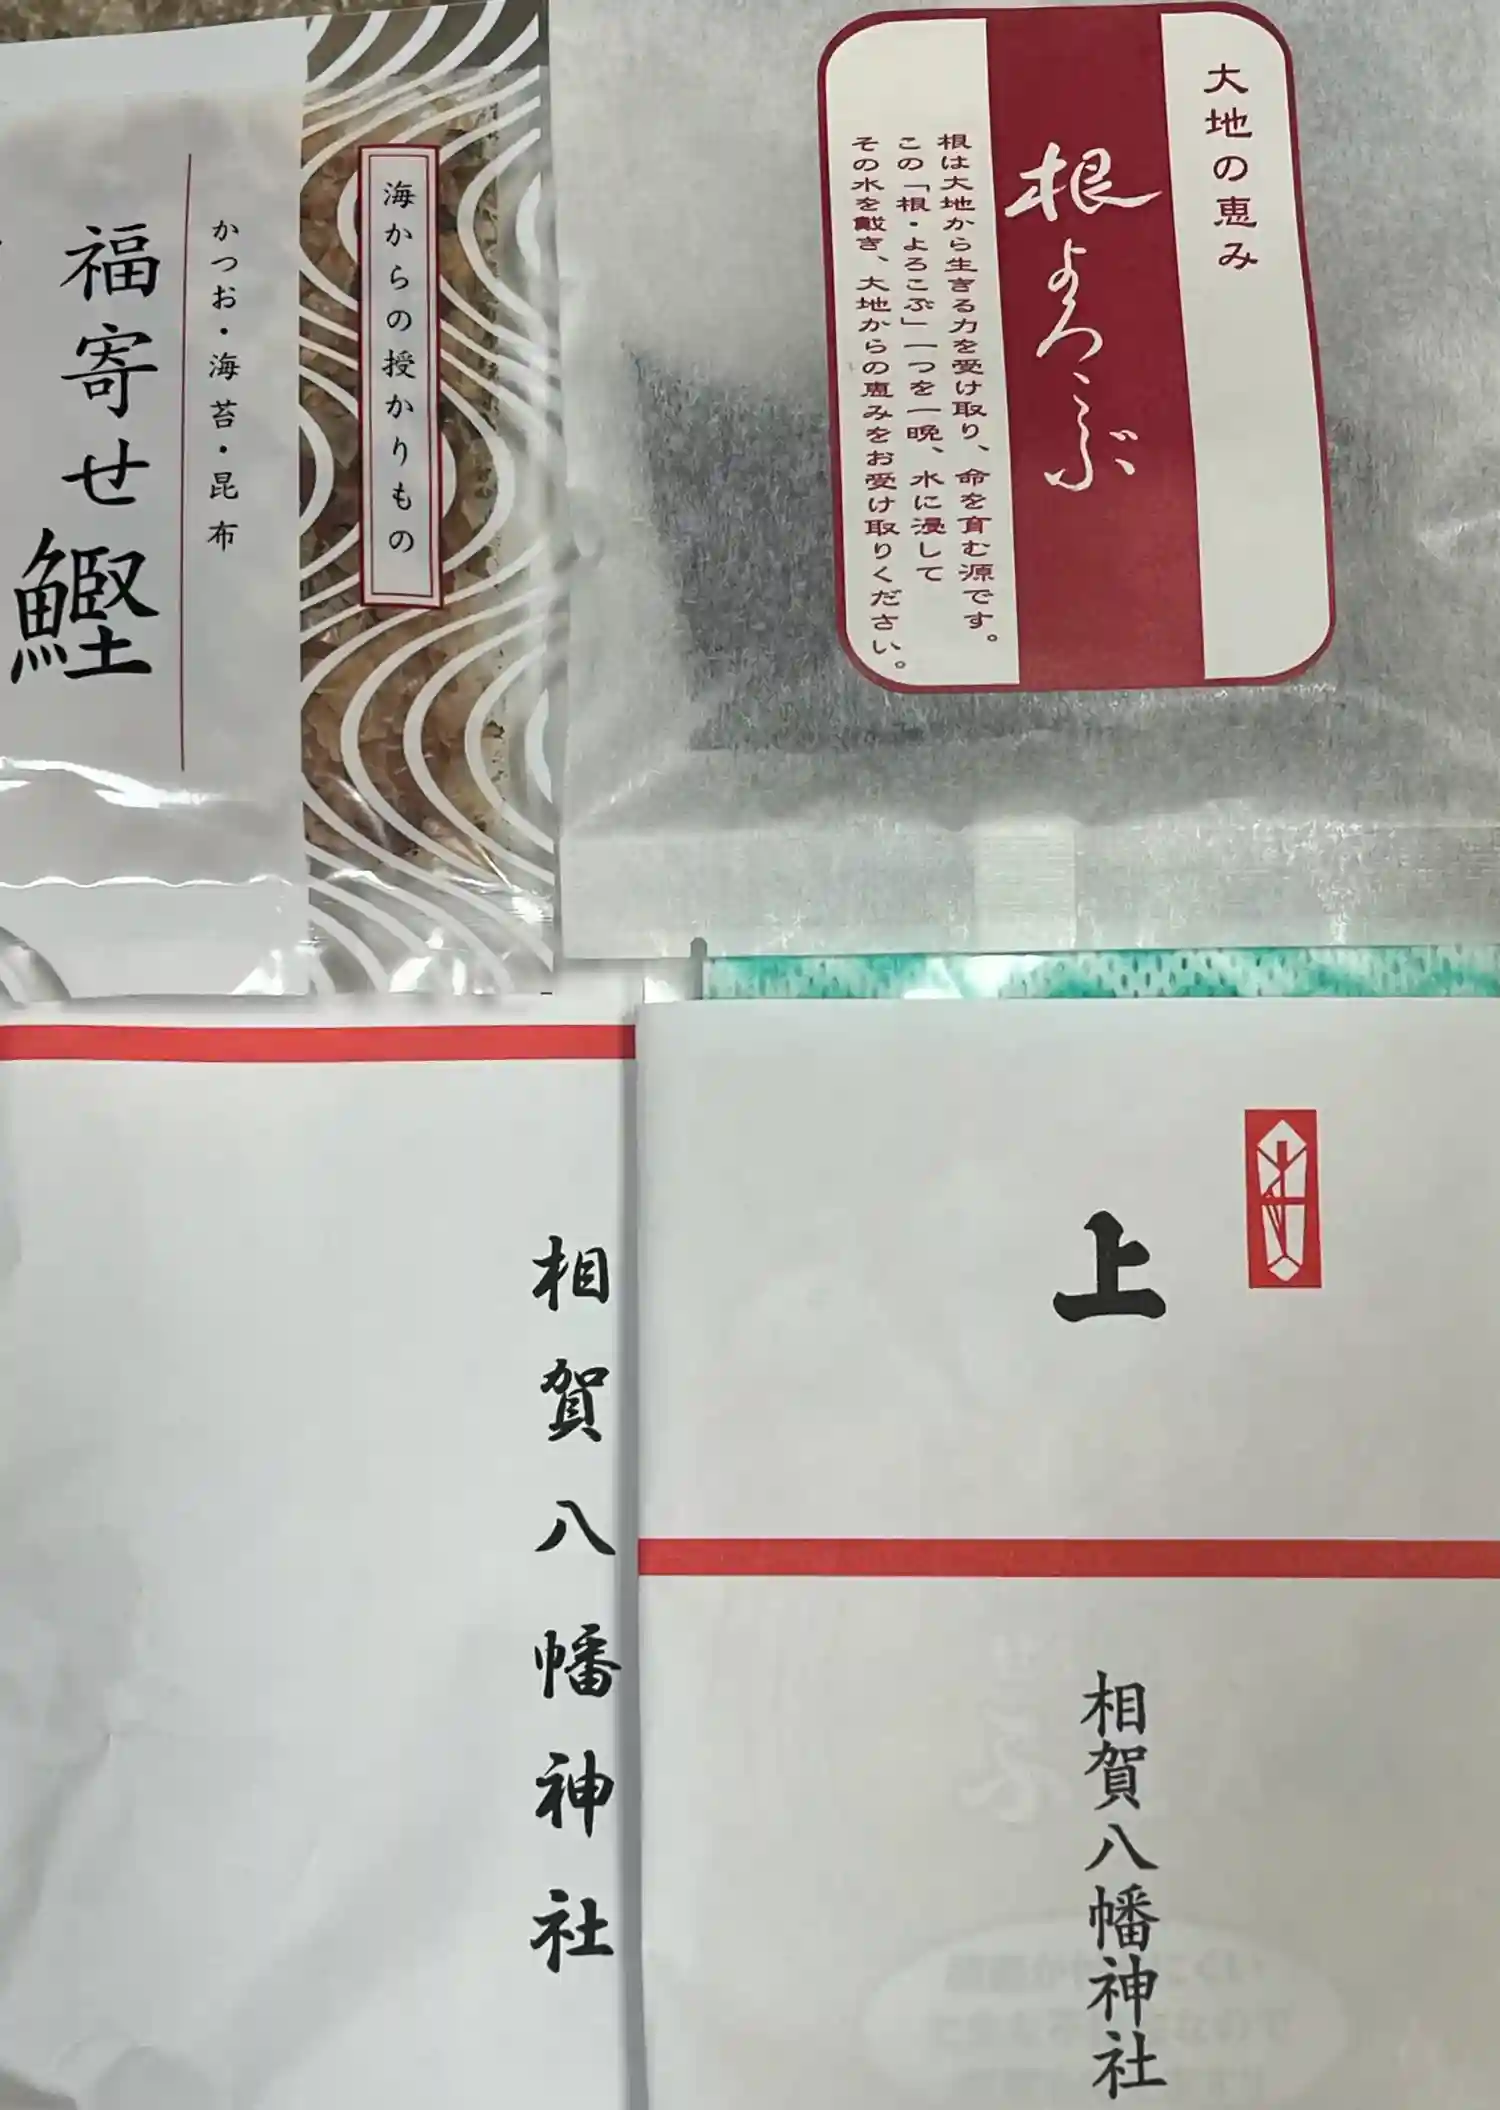 海からの授かりもの
かつお・海苔・昆布
福寄せ鰹
大地の恵み
根よろこぶ
根は大地から生きる力を受け取り、命を育む源です。
この「根・よろこぶ」一つを一晩、水に浸して
その水を戴き、大地からの恵みをお受け取りください。
相賀八幡神社
上
相賀八幡神社